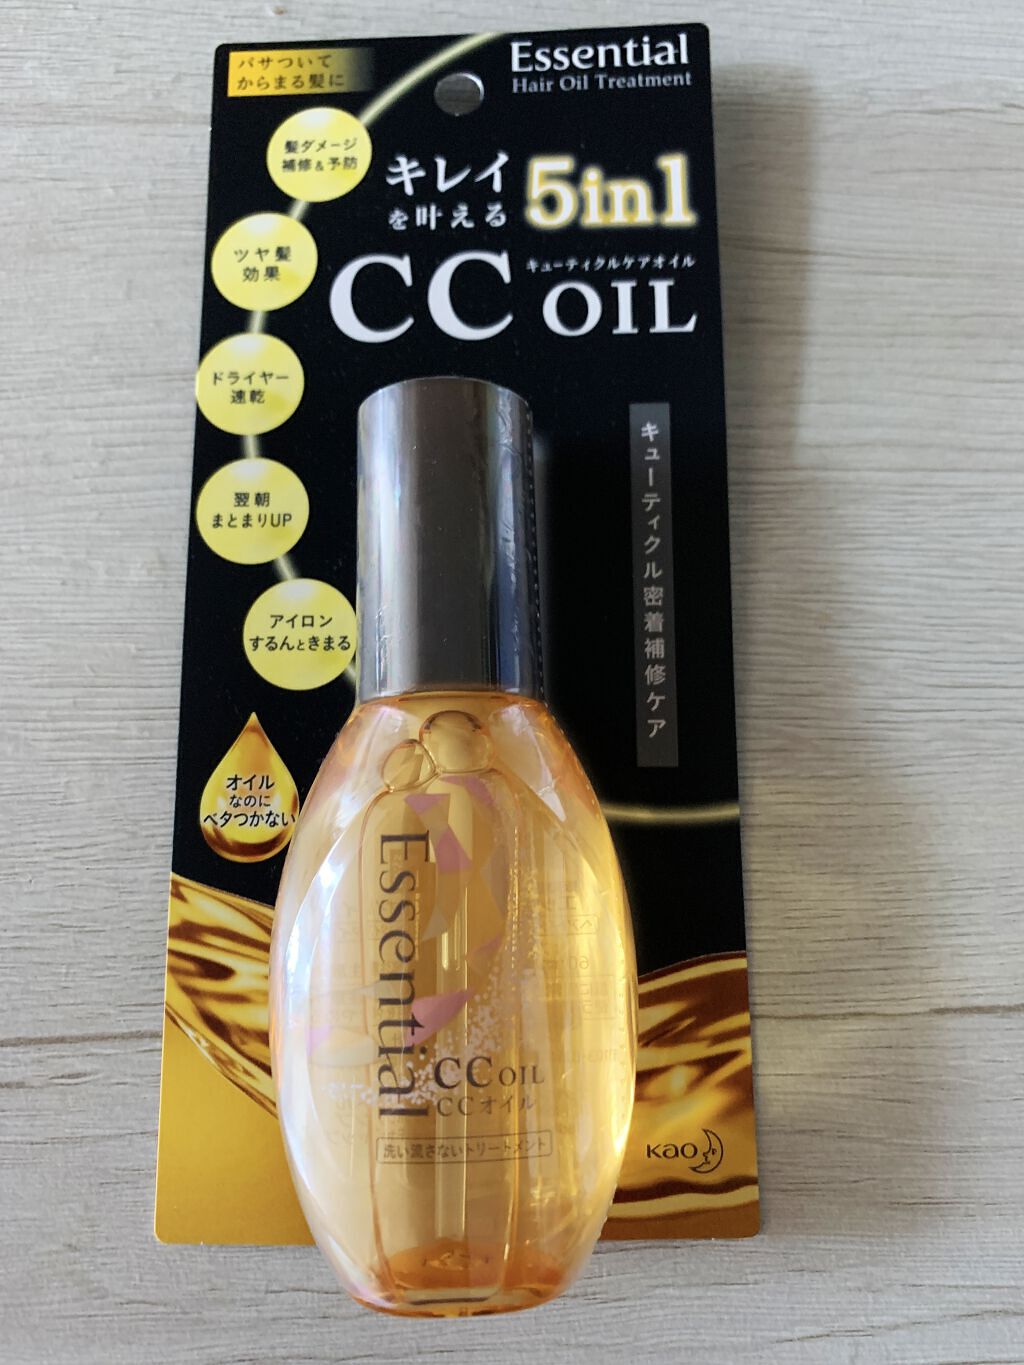 パサついて
からまる髪に
Essential
Hair Oil Treatment
髪ダメージ
補修&予防
キレイ
を叶える
5in1
ツヤ髪
効果
キューティクルケアオイル
CC OIL
ドライヤー
速乾
翌朝
まとまりUP
アイロン
するんときまる
キューティクル密着補修ケア
オイル
なのに
ベタつかない
Essential
CC OIL
CCオイル
洗い流さないトリートメント
Kao